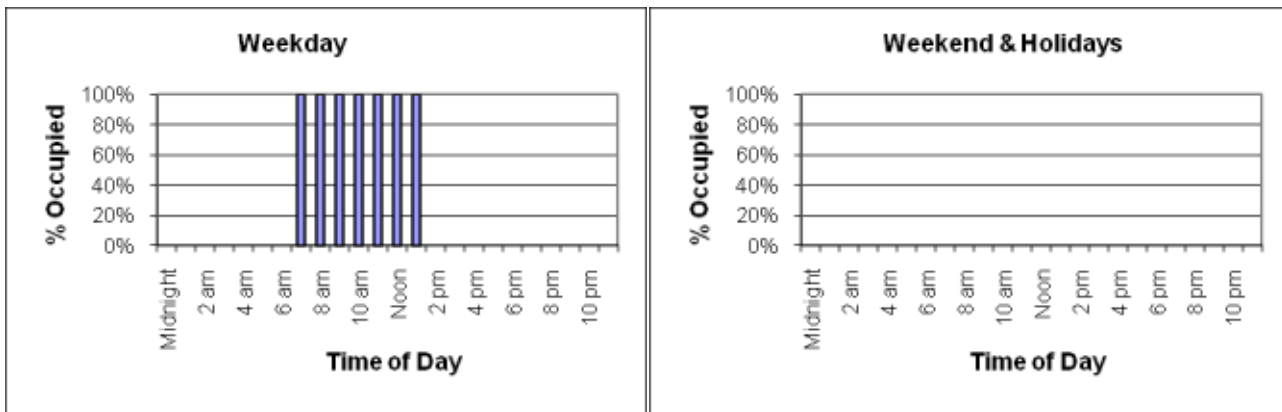 Weekday
% Occupied
100%
80%
60%
40%
20%
0%
Midnight
2 am
4 am
6 am
8 am
10 am
Noon
2 pm
4 pm
6 pm
8 pm
10 pm
Time of Day
Weekend & Holidays
% Occupied
100%
80%
60%
40%
20%
0%
Midnight
2 am
4 am
6 am
8 am
10 am
Noon
2 pm
4 pm
6 pm
8 pm
10 pm
Time of Day